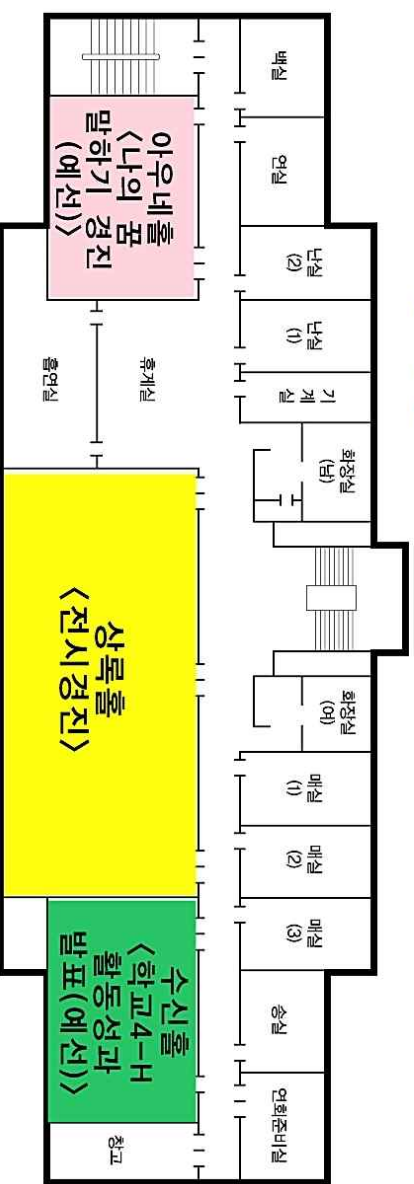 백실
연실
난실
(2)
난실
(1)
기 계
실
화장실
(남)
화장실
(여)
매실
(1)
매실
(2)
매실
(3)
송실
연회준비실
아우네홀
<나의 꿈
말하기 경진
(예선)>
휴게실
흡연실
상록홀
<전시경진>
수신홀
<학교4-H
활동성과
발표(예선)>
창고